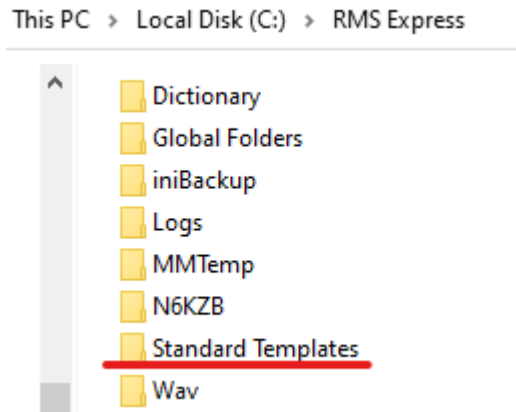 This PC > Local Disk (C:) > RMS Express
Dictionary
Global Folders
iniBackup
Logs
MMTemp
N6KZB
Standard Templates
Wav